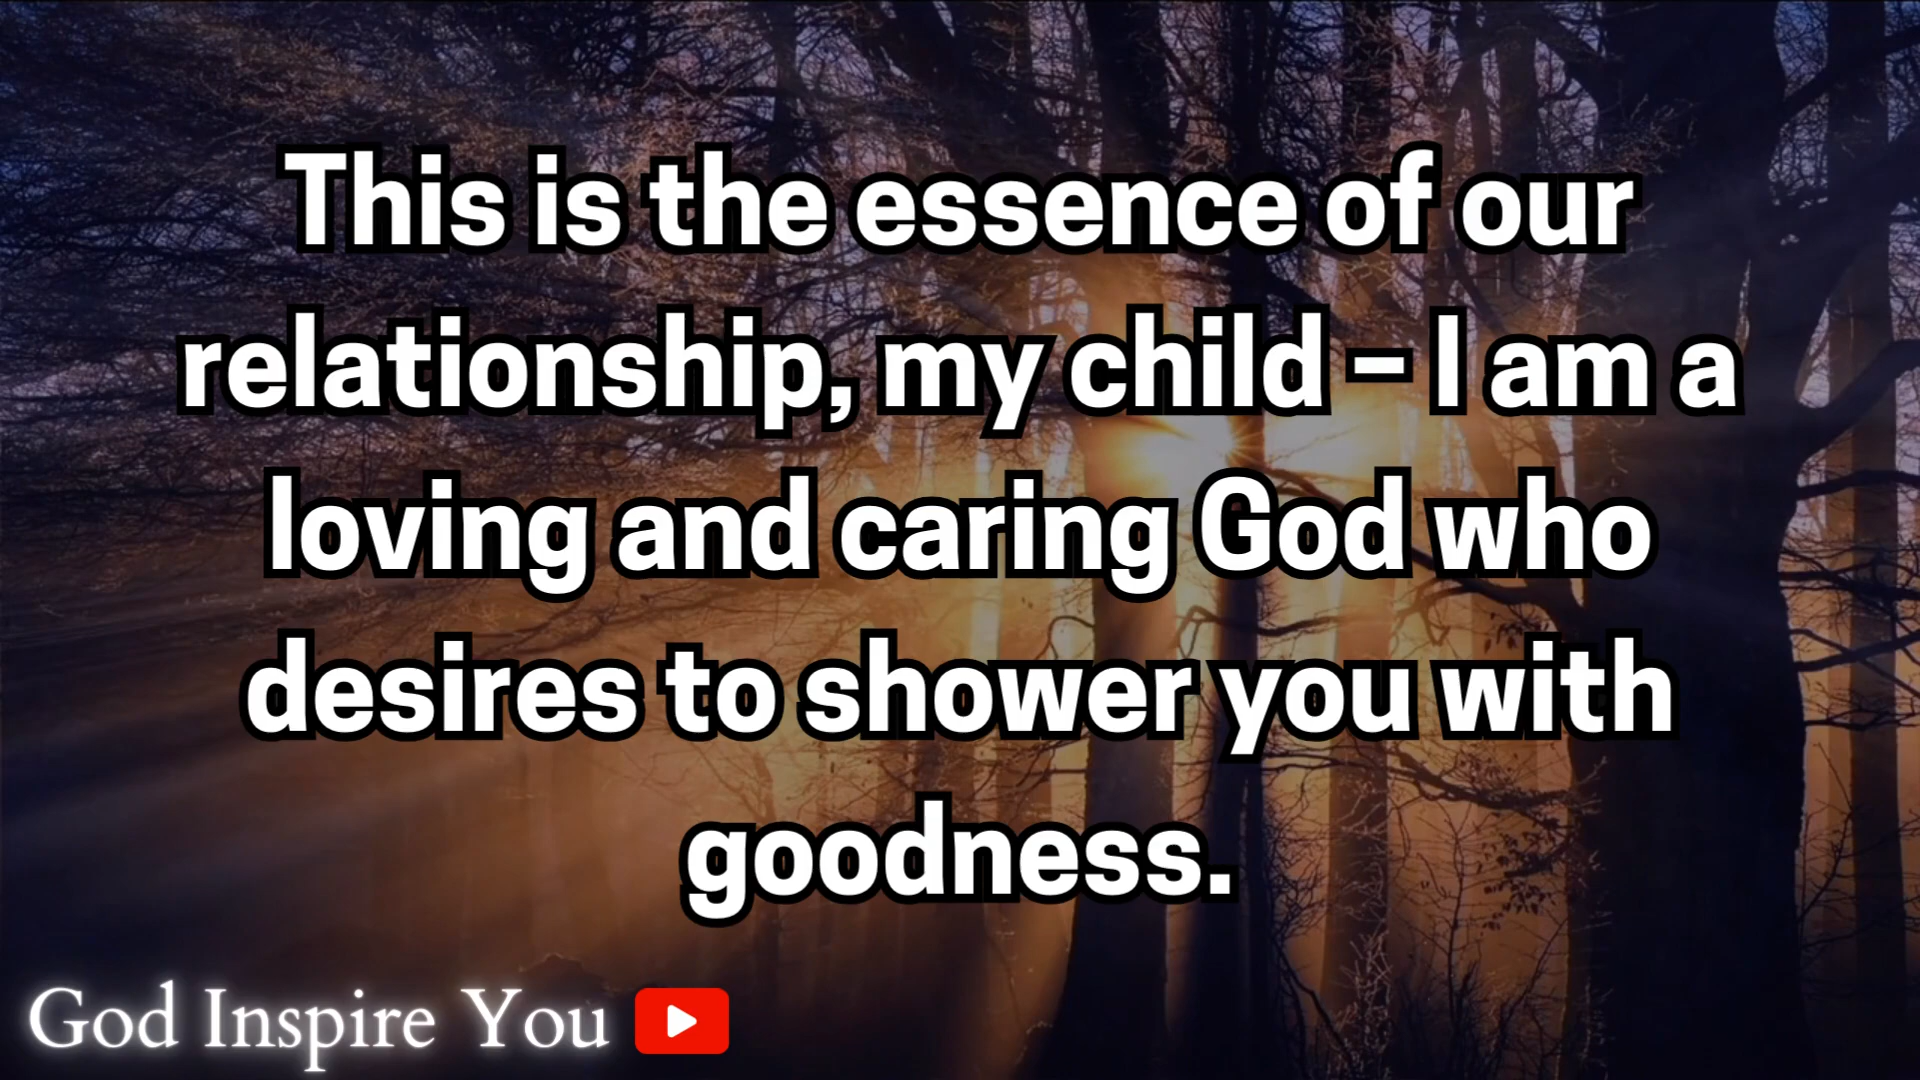 This is the essence of our
relationship, my child – I am a
loving and caring God who
desires to shower you with
goodness.
God Inspire You